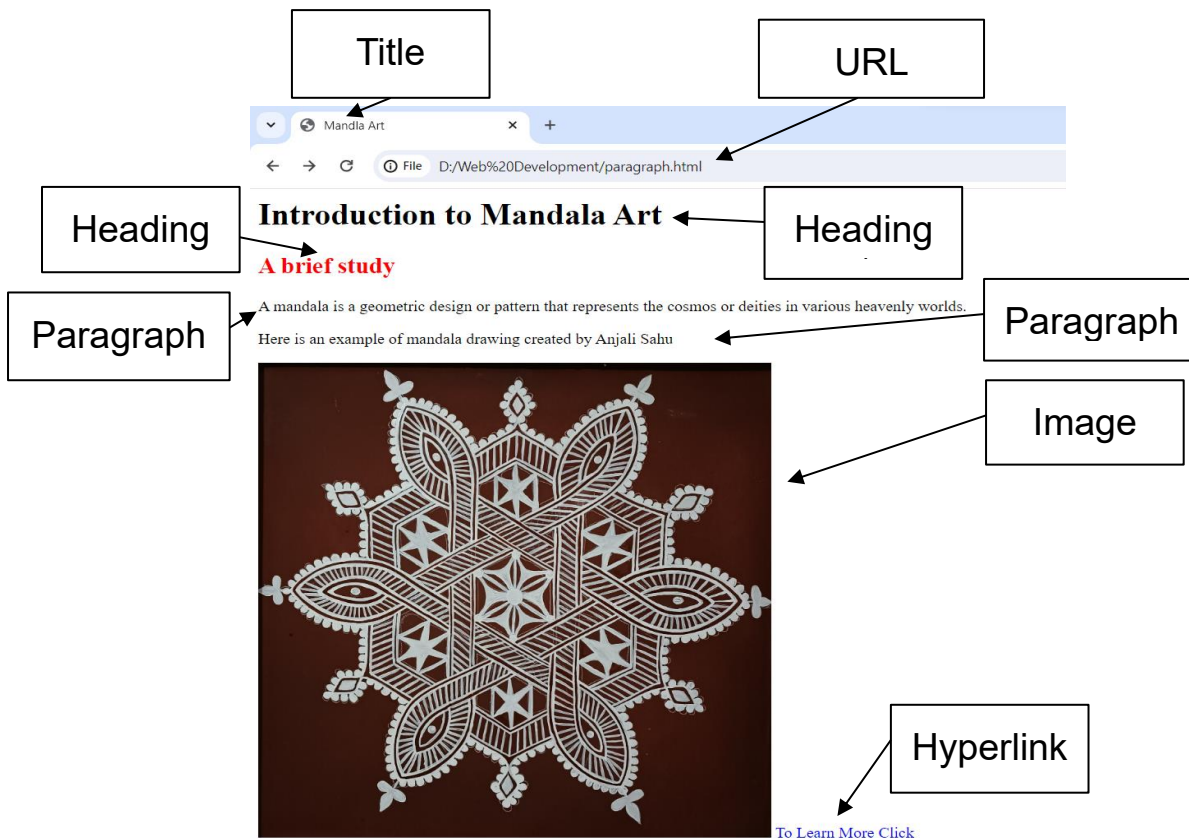 Title
URL
Mandla Art
File D:/Web%20Development/paragraph.html
Heading
Introduction to Mandala Art
Heading
A brief study
Paragraph
A mandala is a geometric design or pattern that represents the cosmos or deities in various heavenly worlds.
Here is an example of mandala drawing created by Anjali Sahu
Paragraph
Image
Hyperlink
To Learn More Click